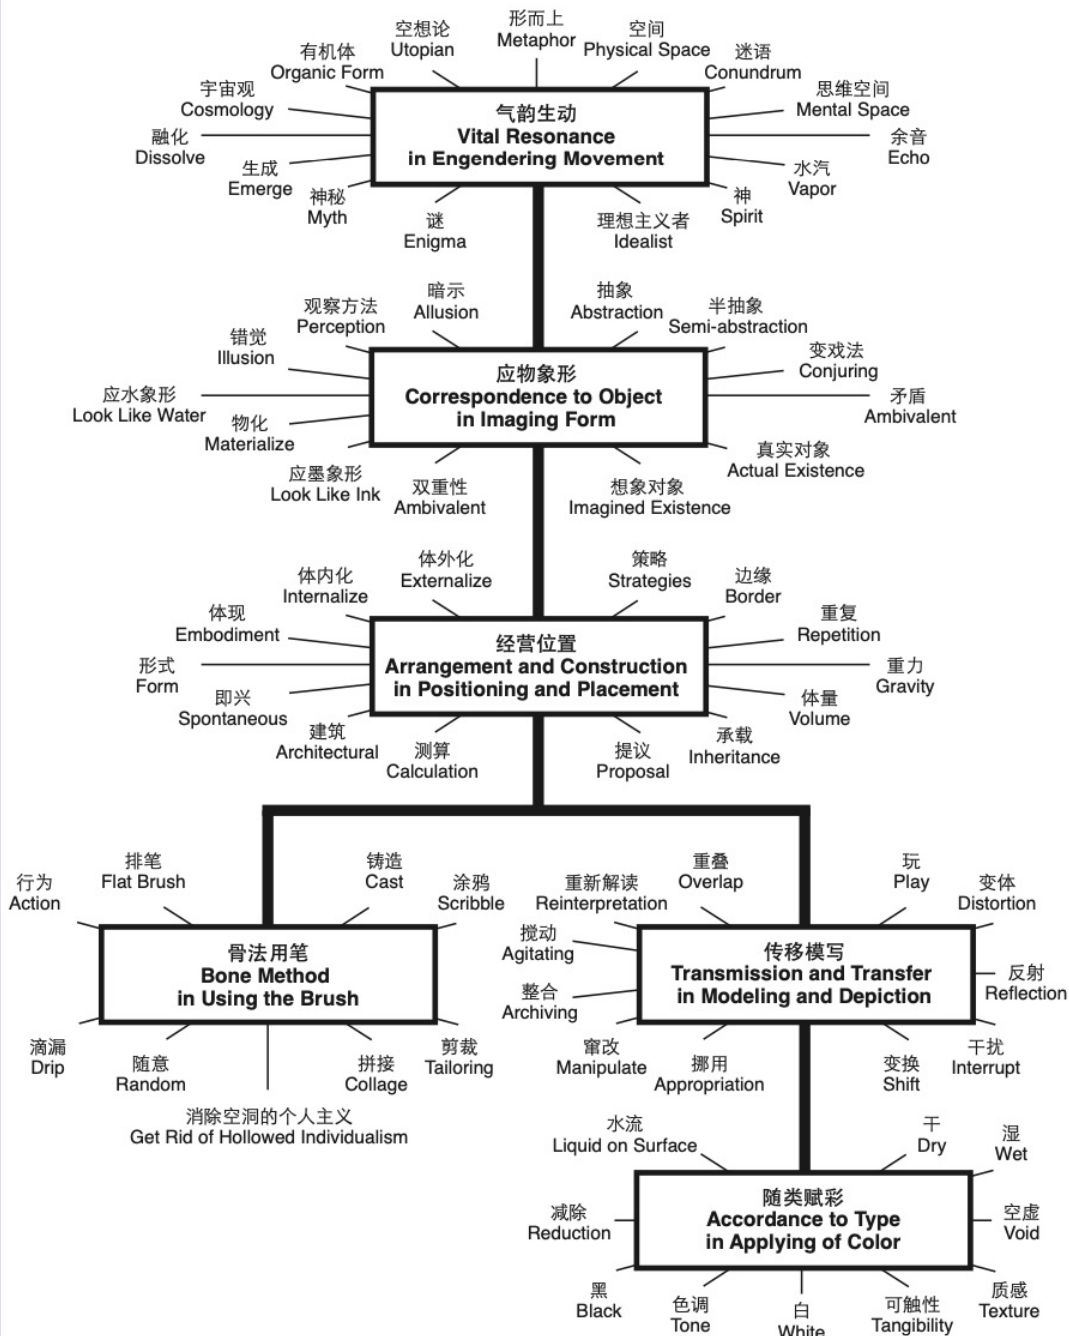 形而上
Metaphor
空想论
Utopian
空间
Physical Space
有机体
Organic Form
迷语
Conundrum
宇宙观
Cosmology
思维空间
Mental Space
融化
Dissolve
余音
Echo
气韵生动
Vital Resonance
in Engendering Movement
生成
Emerge
水汽
Vapor
神秘
Myth
神
Spirit
谜
Enigma
理想主义者
Idealist
暗示
Allusion
抽象
Abstraction
观察方法
Perception
半抽象
Semi-abstraction
错觉
Illusion
变戏法
Conjuring
应水象形
Look Like Water
矛盾
Ambivalent
应物象形
Correspondence to Object
in Imaging Form
物化
Materialize
真实对象
Actual Existence
应墨象形
Look Like Ink
双重性
Ambivalent
想象对象
Imagined Existence
体外化
Externalize
策略
Strategies
体内化
Internalize
边缘
Border
体现
Embodiment
重复
Repetition
形式
Form
重力
Gravity
经营位置
Arrangement and Construction
in Positioning and Placement
即兴
Spontaneous
体量
Volume
建筑
Architectural
承载
Inheritance
测算
Calculation
提议
Proposal
排笔
Flat Brush
铸造
Cast
行为
Action
涂鸦
Scribble
骨法用笔
Bone Method
in Using the Brush
滴漏
Drip
随意
Random
拼接
Collage
剪裁
Tailoring
消除空洞的个人主义
Get Rid of Hollowed Individualism
重叠
Overlap
玩
Play
重新解读
Reinterpretation
变体
Distortion
搅动
Agitating
传移模写
Transmission and Transfer
in Modeling and Depiction
反射
Reflection
整合
Archiving
窜改
Manipulate
挪用
Appropriation
变换
Shift
干扰
Interrupt
水流
Liquid on Surface
干
Dry
湿
Wet
随类赋彩
Accordance to Type
in Applying of Color
减除
Reduction
空虚
Void
黑
Black
色调
Tone
白
White
可触性
Tangibility
质感
Texture